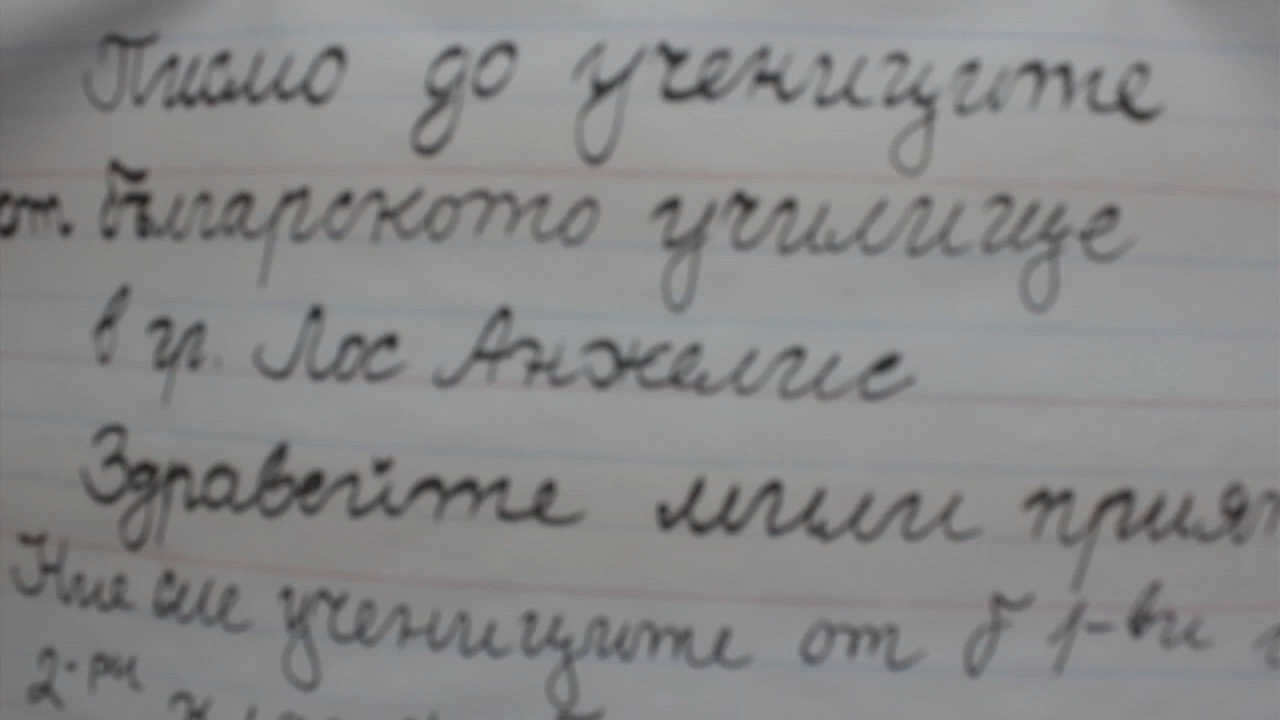 Писмо до учениците
от. българското училище
в гр. Лос Анжелис
Здравейте мили
Ние сме учениците от 1-ви
2-ри